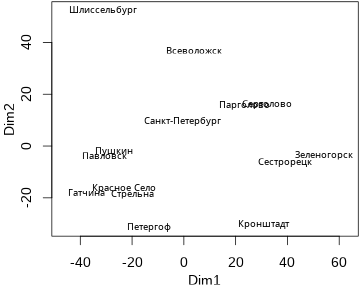 Шлиссельбург
Всеволожск
Парголово
Сертолово
Санкт-Петербург
Пушкин
Павловск
Зеленогорск
Сестрорецк
Красное Село
Гатчина
Стрельна
Петергоф
Кронштадт
40
20
0
-20
Dim2
-40
-20
0
20
40
60
Dim1